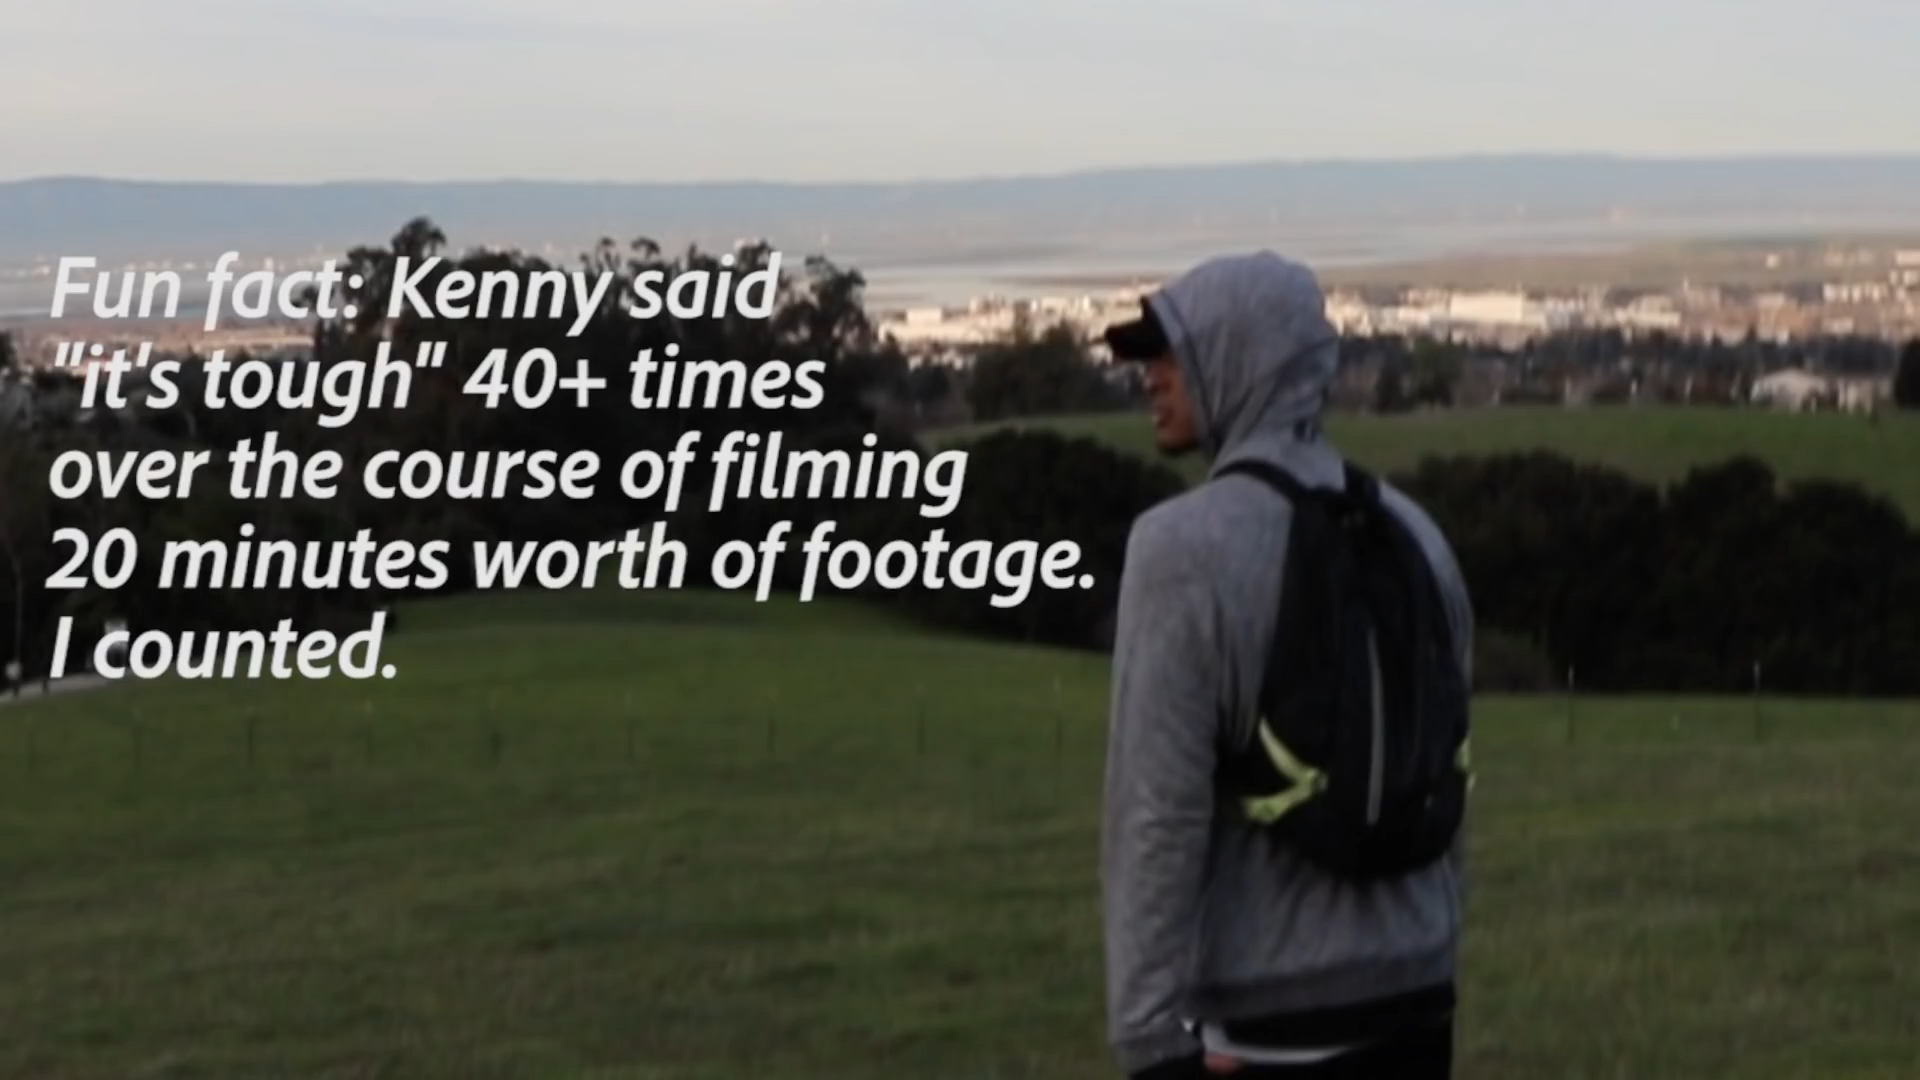 Fun fact: Kenny said
"it's tough" 40+ times
over the course of filming
20 minutes worth of footage.
I counted.